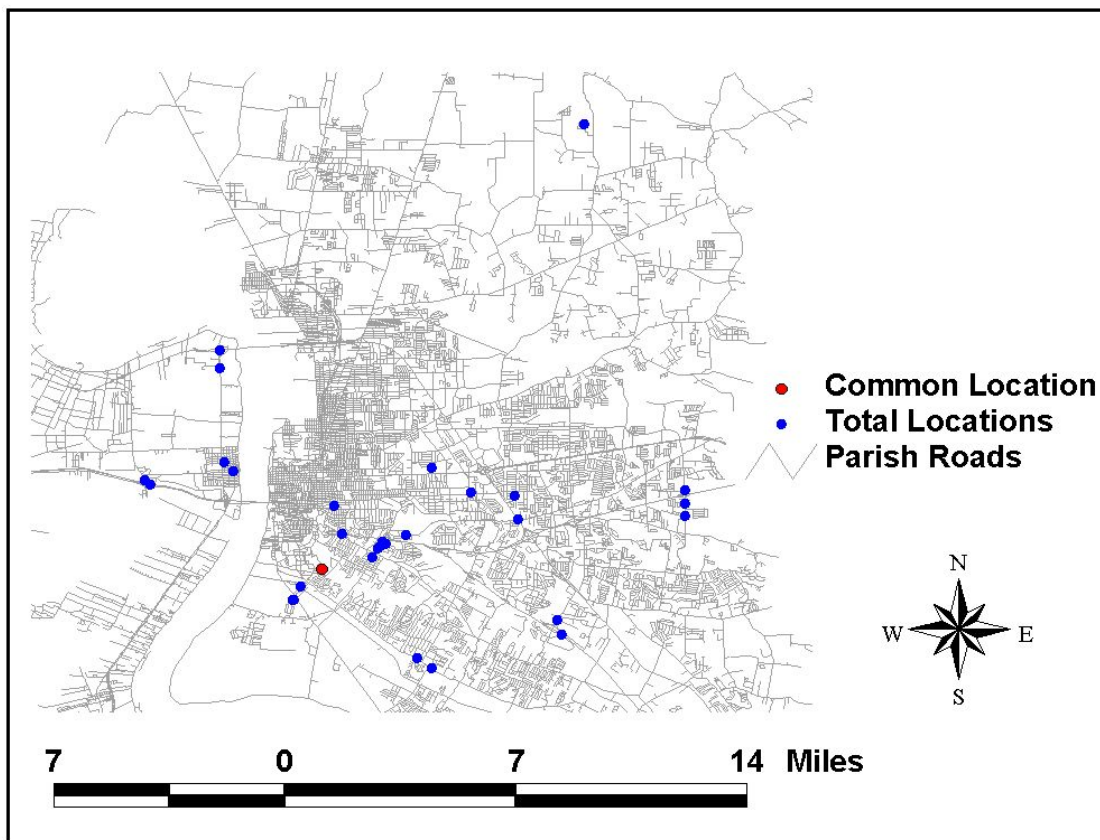 Common Location
Total Locations
Parish Roads
N
W E
S
7 0 7 14 Miles